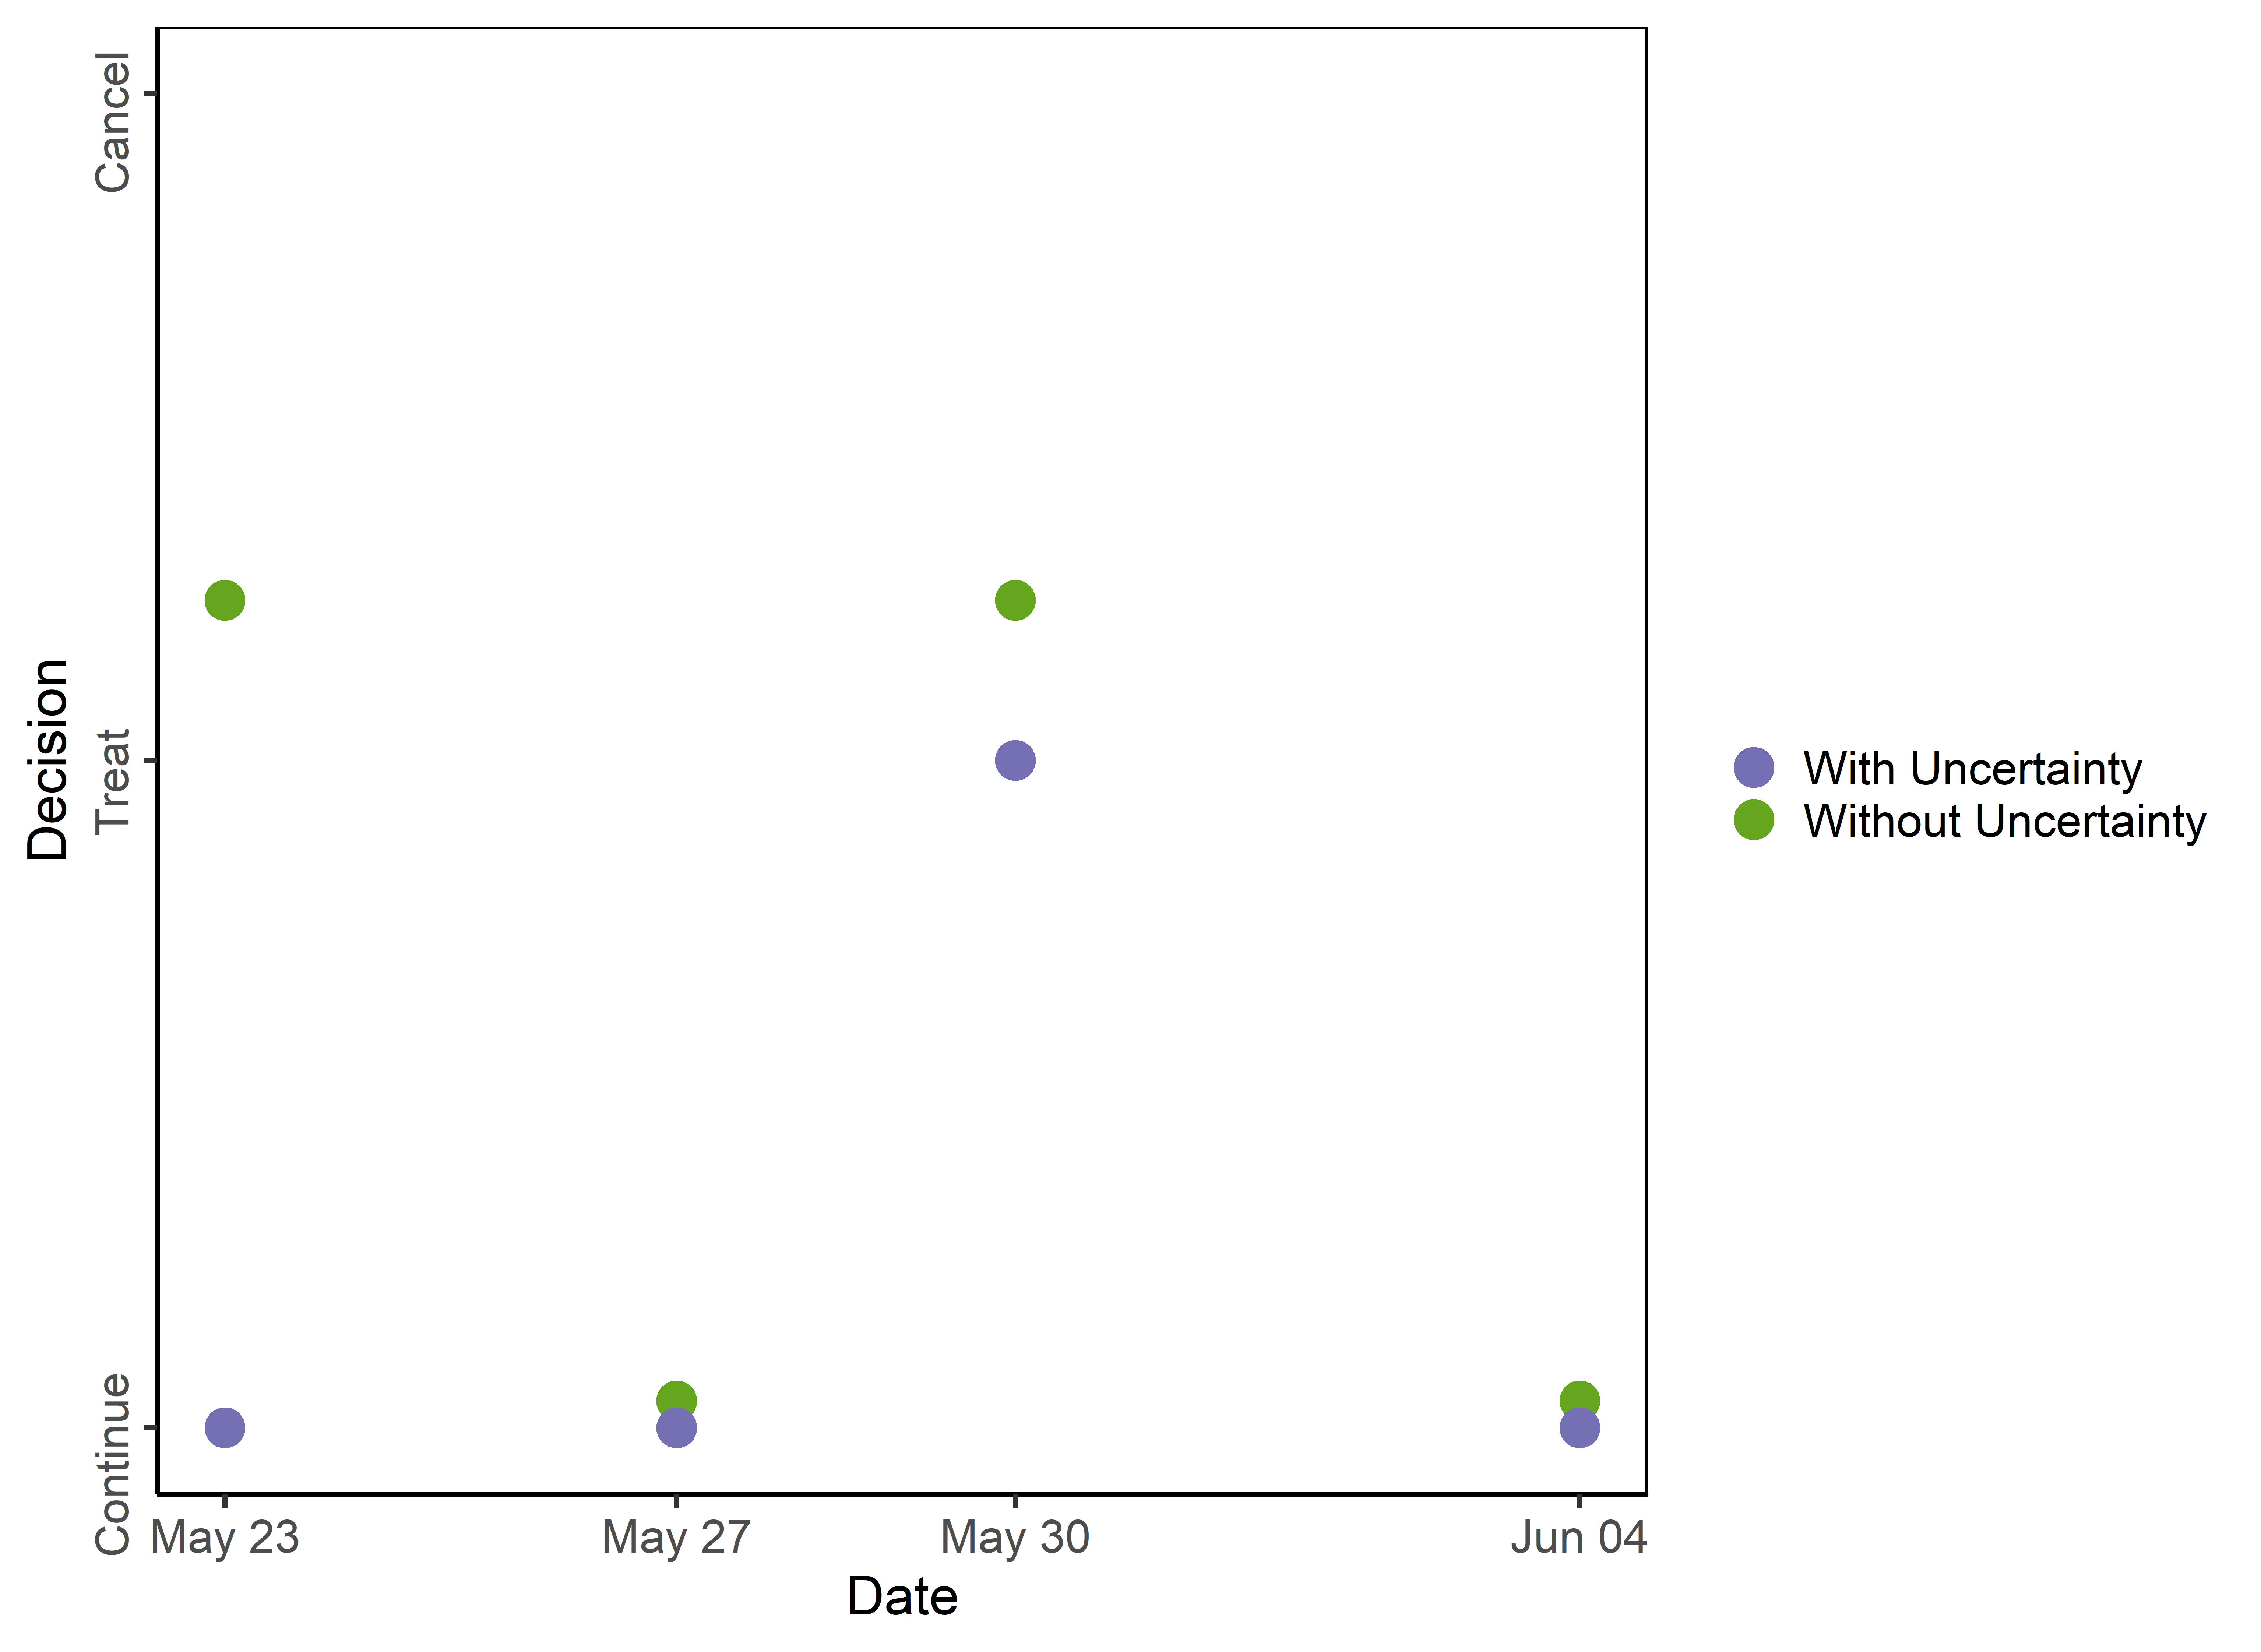 Decision
Cancel
Treat
Continue
May 23
May 27
May 30
Jun 04
Date
With Uncertainty
Without Uncertainty